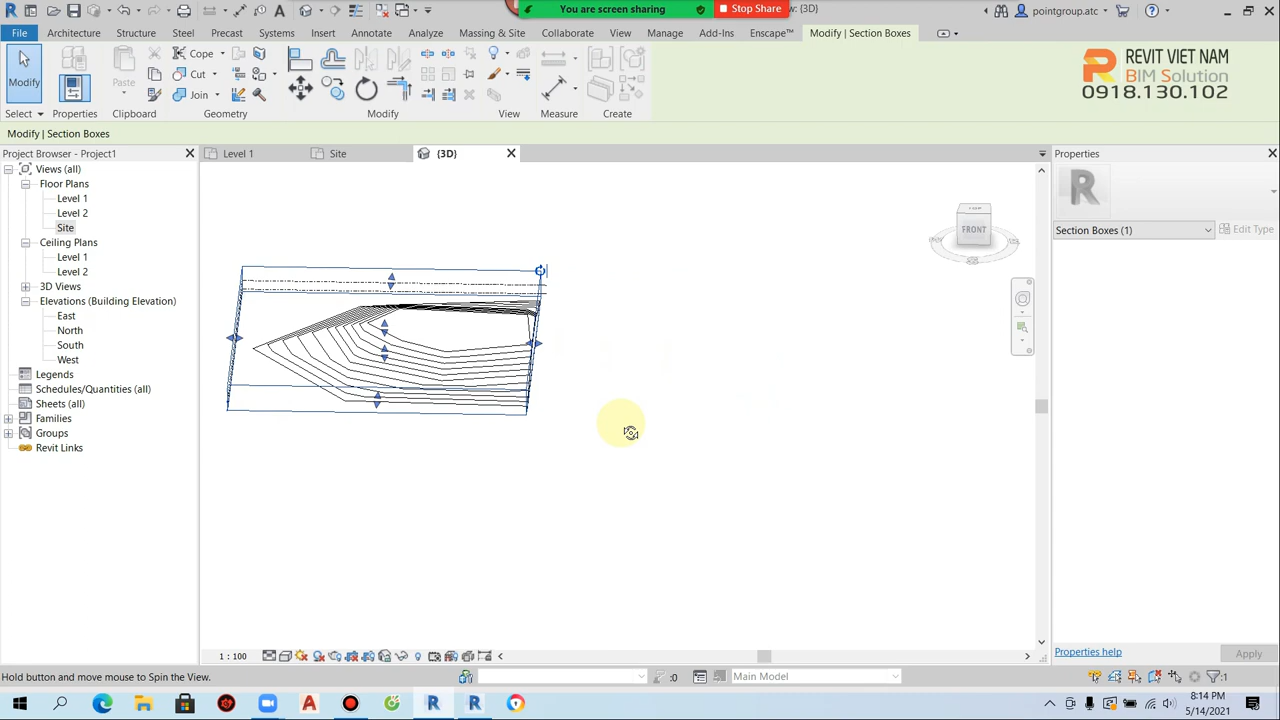 You are screen sharing
Stop Share
w: {3D}
pointgroup.atc
File
Architecture
Structure
Steel
Precast
Systems
Insert
Annotate
Analyze
Massing & Site
Collaborate
View
Manage
Add-Ins
Enscape™
Modify | Section Boxes
Modify
Paste
Cope
Cut
Join
Select
Properties
Clipboard
Geometry
Modify
View
Measure
Create
REVIT VIET NAM
BIM Solution
0918.130.102
Modify | Section Boxes
Project Browser - Project1
Views (all)
Floor Plans
Level 1
Level 2
Site
Ceiling Plans
Level 1
Level 2
3D Views
Elevations (Building Elevation)
East
North
South
West
Legends
Schedules/Quantities (all)
Sheets (all)
Families
Groups
Revit Links
Level 1
Site
{3D}
FRONT
Properties
Section Boxes (1)
Edit Type
Properties help
Apply
1 : 100
Hold button and move mouse to Spin the View.
:0
Main Model
:1
8:14 PM
5/14/2021